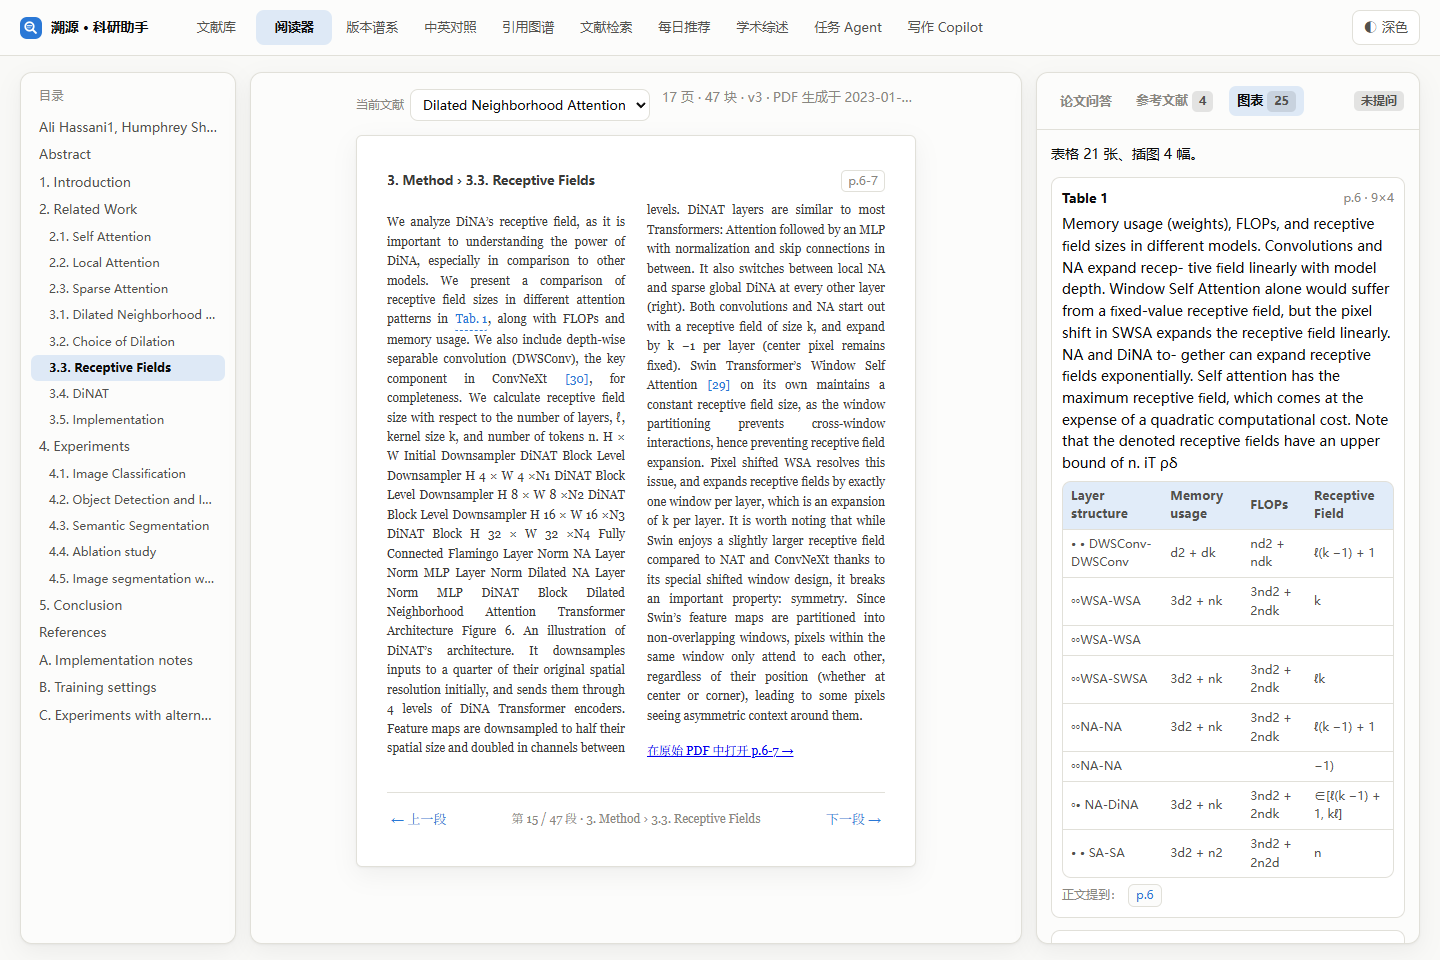 溯源 • 科研助手
文献库
阅读器
版本谱系
中英对照
引用图谱
文献检索
每日推荐
学术综述
任务 Agent
写作 Copilot
深色
目录
Ali Hassani1, Humphrey Sh...
Abstract
1. Introduction
2. Related Work
2.1. Self Attention
2.2. Local Attention
2.3. Sparse Attention
3.1. Dilated Neighborhood ...
3.2. Choice of Dilation
3.3. Receptive Fields
3.4. DiNAT
3.5. Implementation
4. Experiments
4.1. Image Classification
4.2. Object Detection and I...
4.3. Semantic Segmentation
4.4. Ablation study
4.5. Image segmentation w...
5. Conclusion
References
A. Implementation notes
B. Training settings
C. Experiments with altern...
当前文献
Dilated Neighborhood Attention
17 页 · 47 块 · v3 · PDF 生成于 2023-01-...
3. Method › 3.3. Receptive Fields
p.6-7
We analyze DiNA’s receptive field, as it is
important to understanding the power of
DiNA, especially in comparison to other
models. We present a comparison of
receptive field sizes in different attention
patterns in Tab. 1, along with FLOPs and
memory usage. We also include depth-wise
separable convolution (DWSConv), the key
component in ConvNeXt [30], for
completeness. We calculate receptive field
size with respect to the number of layers, ℓ,
kernel size k, and number of tokens n. H ×
W Initial Downsampler DiNAT Block Level
Downsampler H 4 × W 4 ×N1 DiNAT Block
Level Downsampler H 8 × W 8 ×N2 DiNAT
Block Level Downsampler H 16 × W 16 ×N3
DiNAT Block H 32 × W 32 ×N4 Fully
Connected Flamingo Layer Norm NA Layer
Norm MLP Layer Norm Dilated NA Layer
Norm MLP DiNAT Block Dilated
Neighborhood Attention Transformer
Architecture Figure 6. An illustration of
DiNAT’s architecture. It downsamples
inputs to a quarter of their original spatial
resolution initially, and sends them through
4 levels of DiNA Transformer encoders.
Feature maps are downsampled to half their
spatial size and doubled in channels between
levels. DiNAT layers are similar to most
Transformers: Attention followed by an MLP
with normalization and skip connections in
between. It also switches between local NA
and sparse global DiNA at every other layer
(right). Both convolutions and NA start out
with a receptive field of size k, and expand
by k −1 per layer (center pixel remains
fixed). Swin Transformer’s Window Self
Attention [29] on its own maintains a
constant receptive field size, as the window
partitioning prevents cross-window
interactions, hence preventing receptive field
expansion. Pixel shifted WSA resolves this
issue, and expands receptive fields by exactly
one window per layer, which is an expansion
of k per layer. It is worth noting that while
Swin enjoys a slightly larger receptive field
compared to NAT and ConvNeXt thanks to
its special shifted window design, it breaks
an important property: symmetry. Since
Swin’s feature maps are partitioned into
non-overlapping windows, pixels within the
same window only attend to each other,
regardless of their position (whether at
center or corner), leading to some pixels
seeing asymmetric context around them.
在原始 PDF 中打开 p.6-7 →
← 上一段
第 15 / 47 段 · 3. Method › 3.3. Receptive Fields
下一段 →
论文问答
参考文献 4
图表 25
未提问
表格 21 张、插图 4 幅。
Table 1
p.6 · 9×4
Memory usage (weights), FLOPs, and receptive
field sizes in different models. Convolutions and
NA expand recep- tive field linearly with model
depth. Window Self Attention alone would suffer
from a fixed-value receptive field, but the pixel
shift in SWSA expands the receptive field linearly.
NA and DiNA to- gether can expand receptive
fields exponentially. Self attention has the
maximum receptive field, which comes at the
expense of a quadratic computational cost. Note
that the denoted receptive fields have an upper
bound of n. iT ρδ
Layer structure | Memory usage | FLOPs | Receptive Field
• • DWSConv-DWSConv | d2 + dk | nd2 + ndk | ℓ(k −1) + 1
◦◦WSA-WSA | 3d2 + nk | 3nd2 + 2ndk | k
◦◦WSA-WSA
◦◦WSA-SWSA | 3d2 + nk | 3nd2 + 2ndk | ℓk
◦◦NA-NA | 3d2 + nk | 3nd2 + 2ndk | ℓ(k −1) + 1
◦◦NA-NA | −1)
◦• NA-DiNA | 3d2 + nk | 3nd2 + 2ndk | ∈[ℓ(k −1) + 1, kℓ]
• • SA-SA | 3d2 + n2 | 3nd2 + 2n2d | n
正文提到： p.6